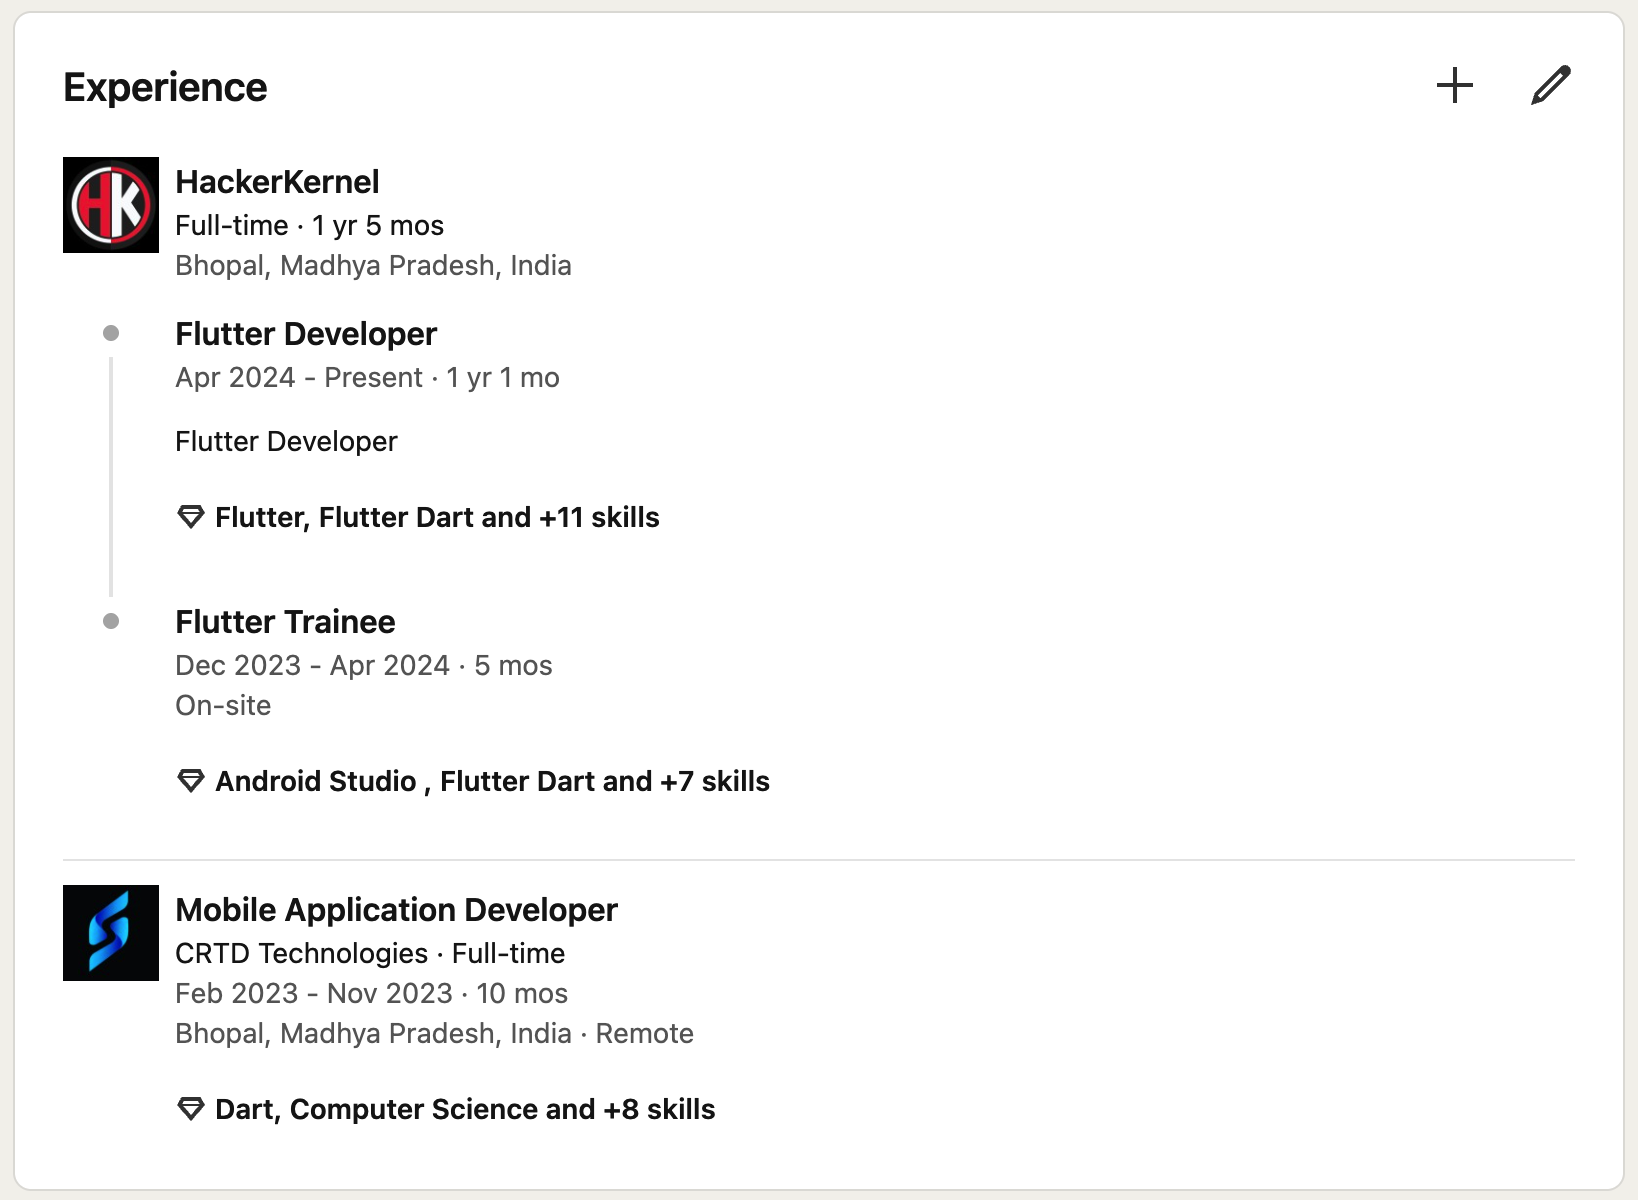 Experience
HK
HackerKernel
Full-time · 1 yr 5 mos
Bhopal, Madhya Pradesh, India
Flutter Developer
Apr 2024 - Present · 1 yr 1 mo
Flutter Developer
Flutter, Flutter Dart and +11 skills
Flutter Trainee
Dec 2023 - Apr 2024 · 5 mos
On-site
Android Studio , Flutter Dart and +7 skills
Mobile Application Developer
CRTD Technologies · Full-time
Feb 2023 - Nov 2023 · 10 mos
Bhopal, Madhya Pradesh, India · Remote
Dart, Computer Science and +8 skills